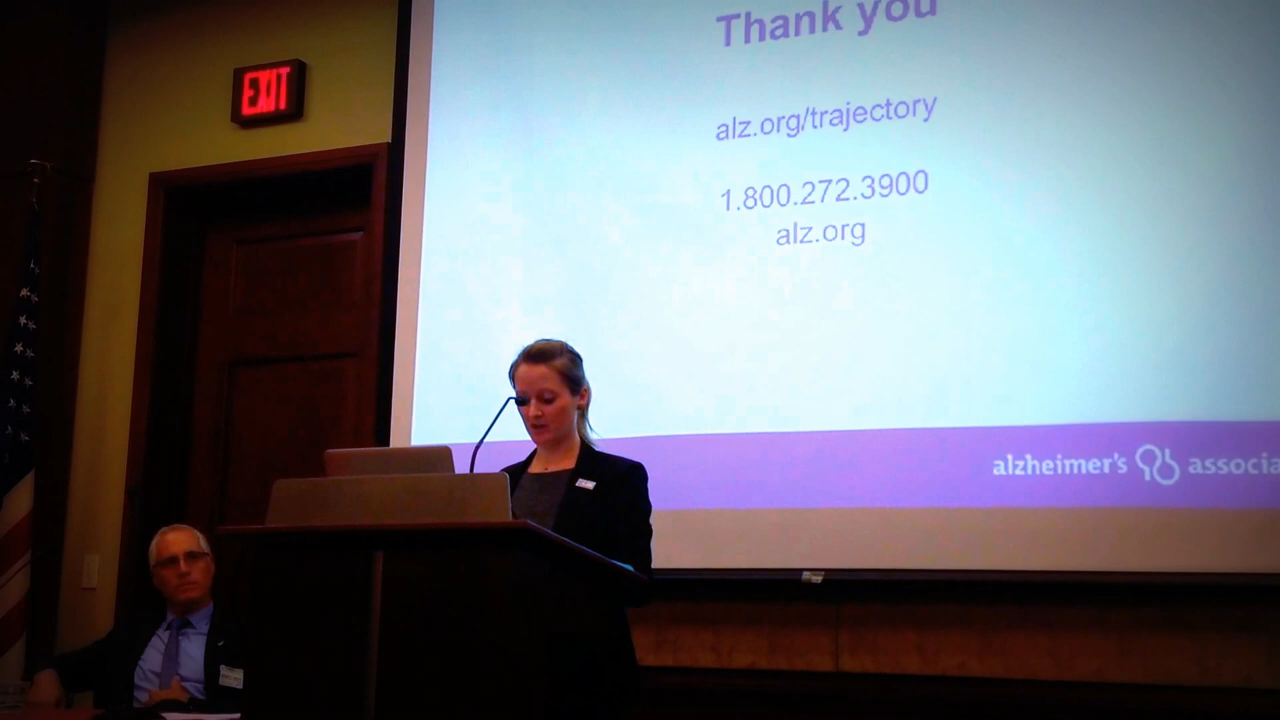 EXIT
Thank you
alz.org/trajectory
1.800.272.3900
alz.org
alzheimer's associa